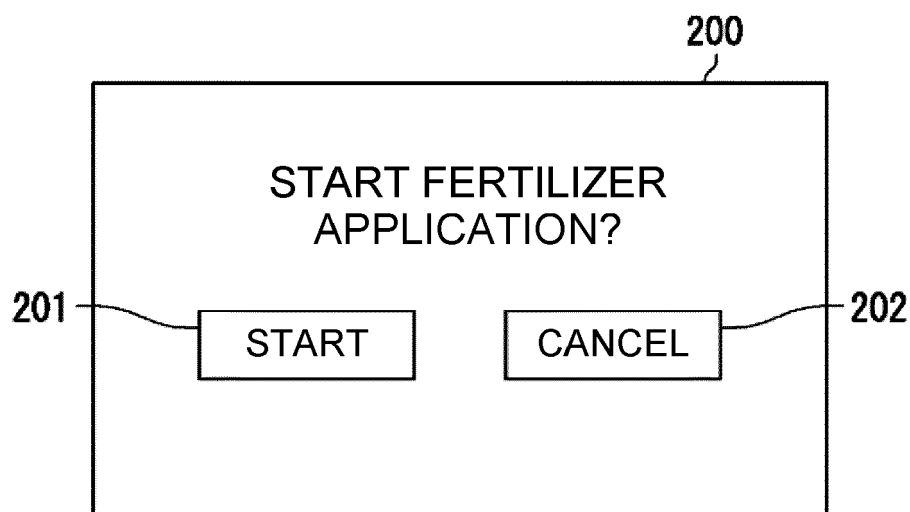 200
START FERTILIZER
APPLICATION?
201
START
CANCEL
202